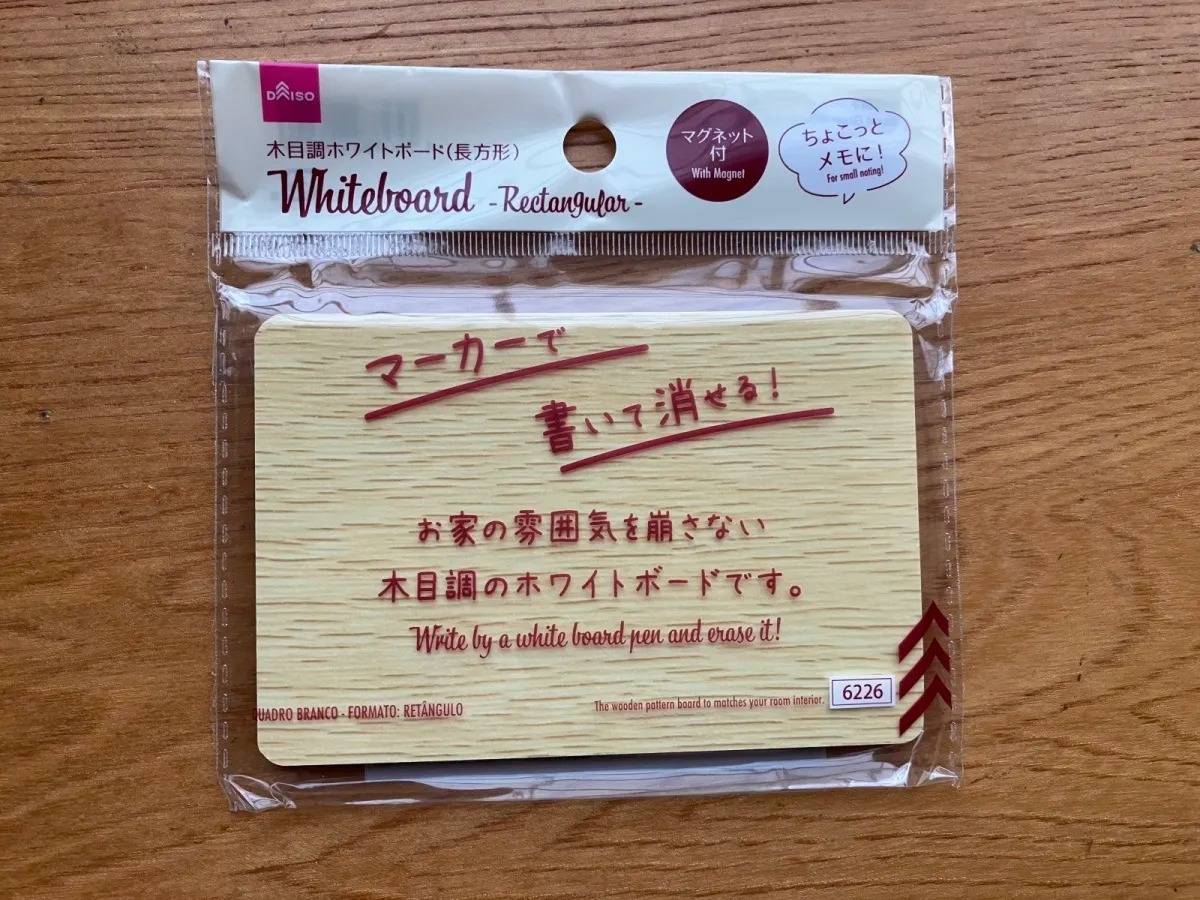 DAISO
木目調ホワイトボード(長方形)
Whiteboard -Rectangular-
マグネット
付
With Magnet
ちょこっと
メモに!
For small noting!
マーカーで
書いて消せる!
お家の雰囲気を崩さない
木目調のホワイトボードです。
Write by a white board pen and erase it!
QUADRO BRANCO - FORMATO: RETÂNGULO
The wooden pattern board to matches your room interior.
6226